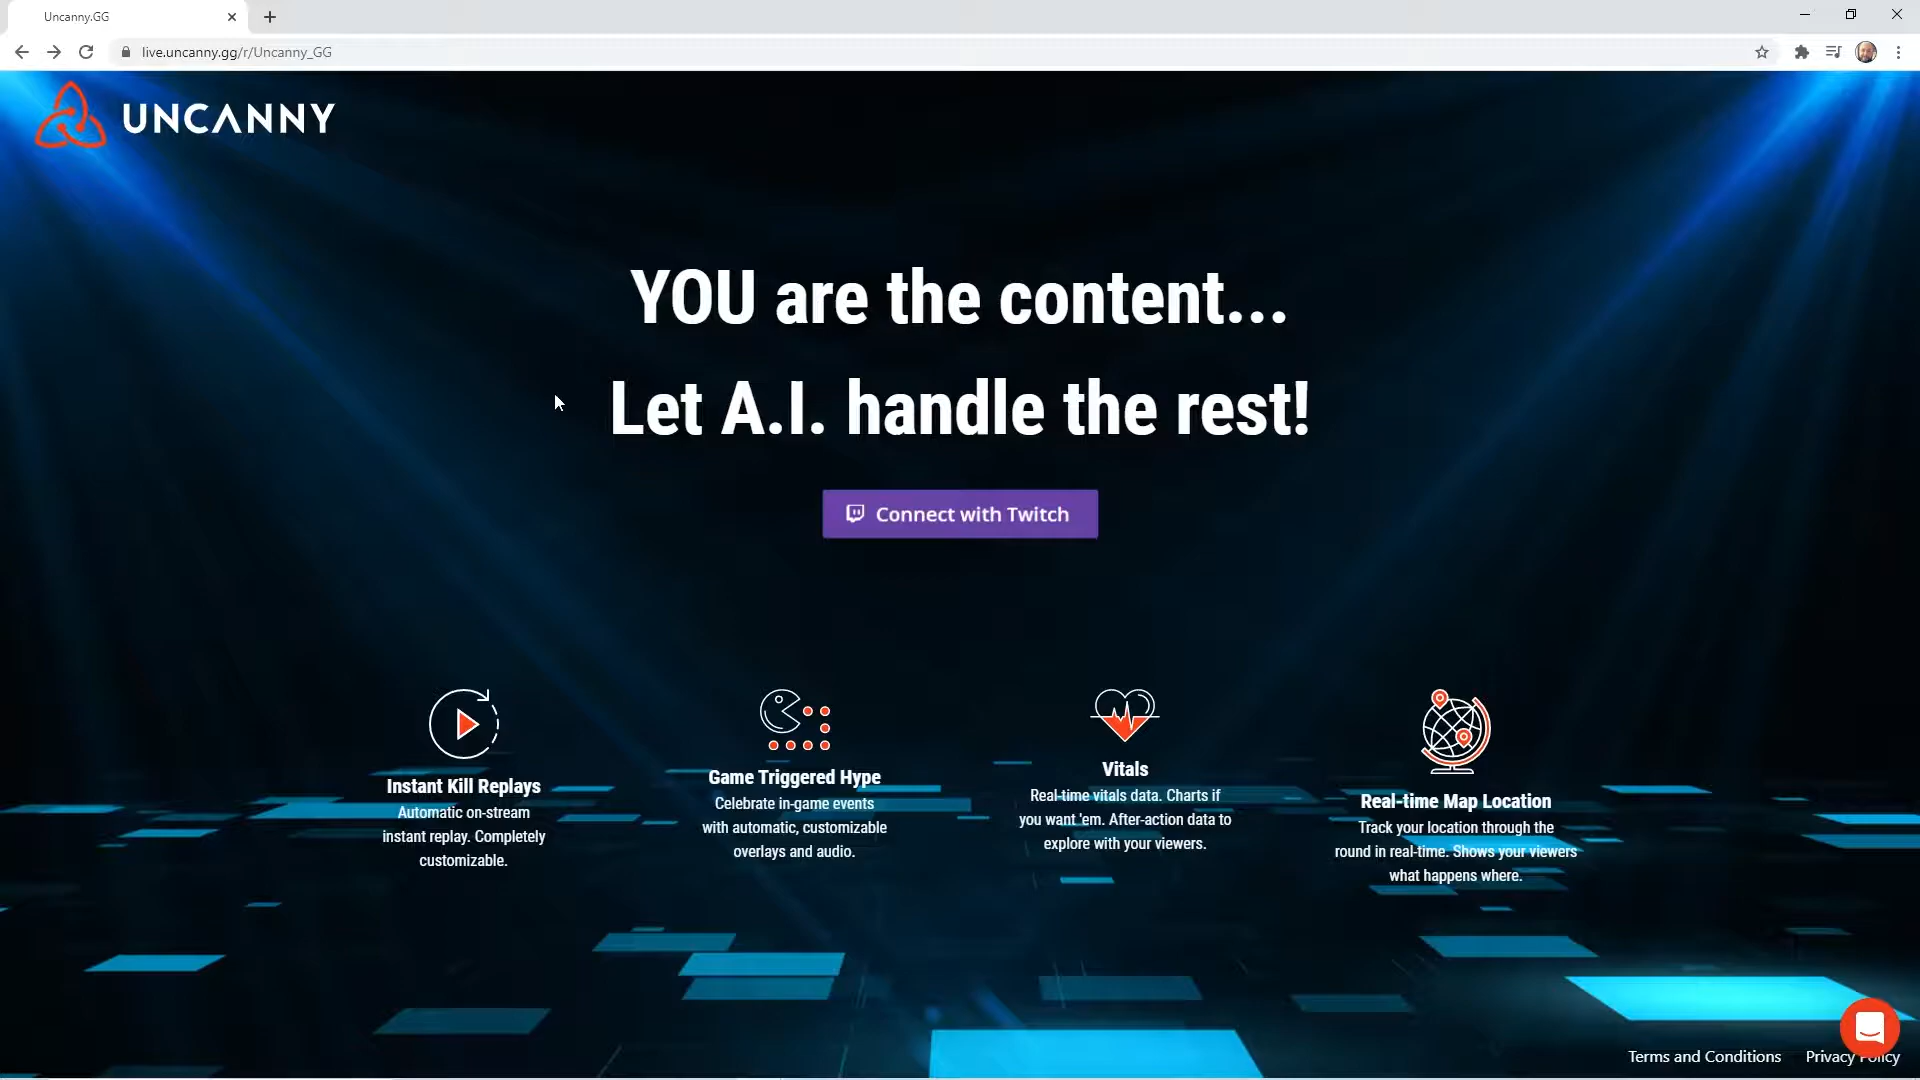 Uncanny.GG
live.uncanny.gg/r/Uncanny_GG
UNCANNY
YOU are the content...
Let A.I. handle the rest!
Connect with Twitch
Instant Kill Replays
Automatic on-stream
instant replay. Completely
customizable.
Game Triggered Hype
Celebrate in-game events
with automatic, customizable
overlays and audio.
Vitals
Real-time vitals data. Charts if
you want 'em. After-action data to
explore with your viewers.
Real-time Map Location
Track your location through the
round in real-time. Shows your viewers
what happens where.
Terms and Conditions
Privacy Policy